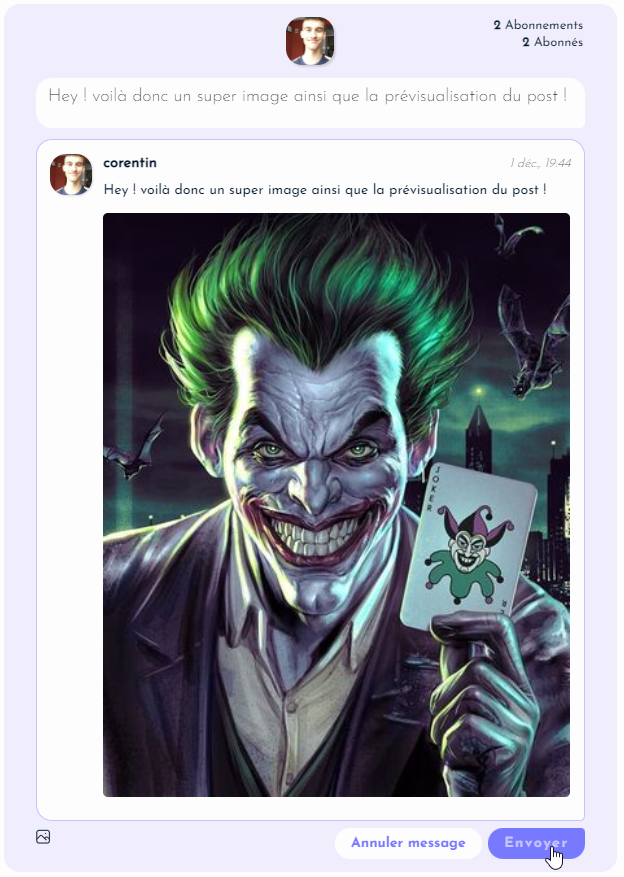 2 Abonnements
2 Abonnés
Hey ! voilà donc un super image ainsi que la prévisualisation du post !
corentin
1 déc., 19:44
Hey ! voilà donc un super image ainsi que la prévisualisation du post !
JOKER
Annuler message
Envoyer